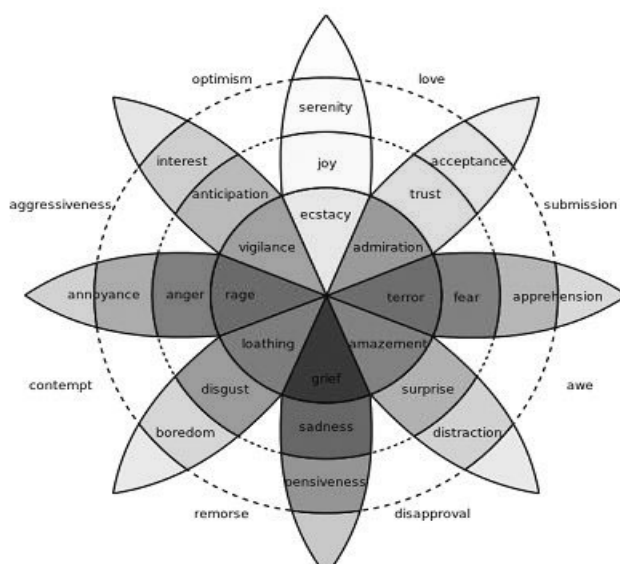 optimism love
serenity
interest acceptance
joy
anticipation trust
aggressiveness submission
ecstacy
vigilance admiration
annoyance anger rage terror fear apprehension
loathing amazement
grief
contempt disgust surprise awe
sadness
boredom distraction
pensiveness
remorse disapproval